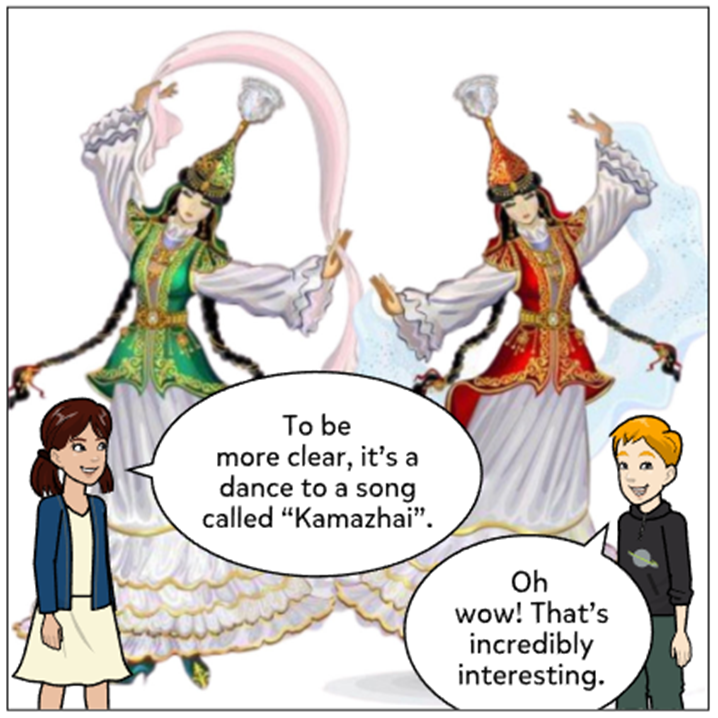 To be
more clear, it's a
dance to a song
called “Kamazhai”.
Oh
wow! That's
incredibly
interesting.